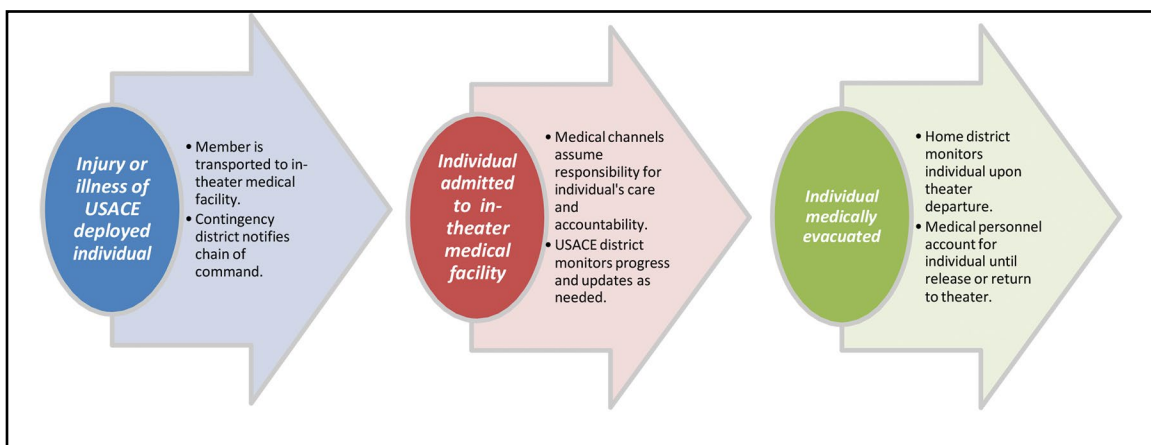 Injury or
illness of
USACE
deployed
individual
• Member is
transported to in-
theater medical
facility.
• Contingency
district notifies
chain of
command.
Individual
admitted
to in-
theater
medical
facility
• Medical channels
assume
responsibility for
individual's care
and
accountability.
• USACE district
monitors progress
and updates as
needed.
Individual
medically
evacuated
• Home district
monitors
individual upon
theater
departure.
• Medical personnel
account for
individual until
release or return
to theater.